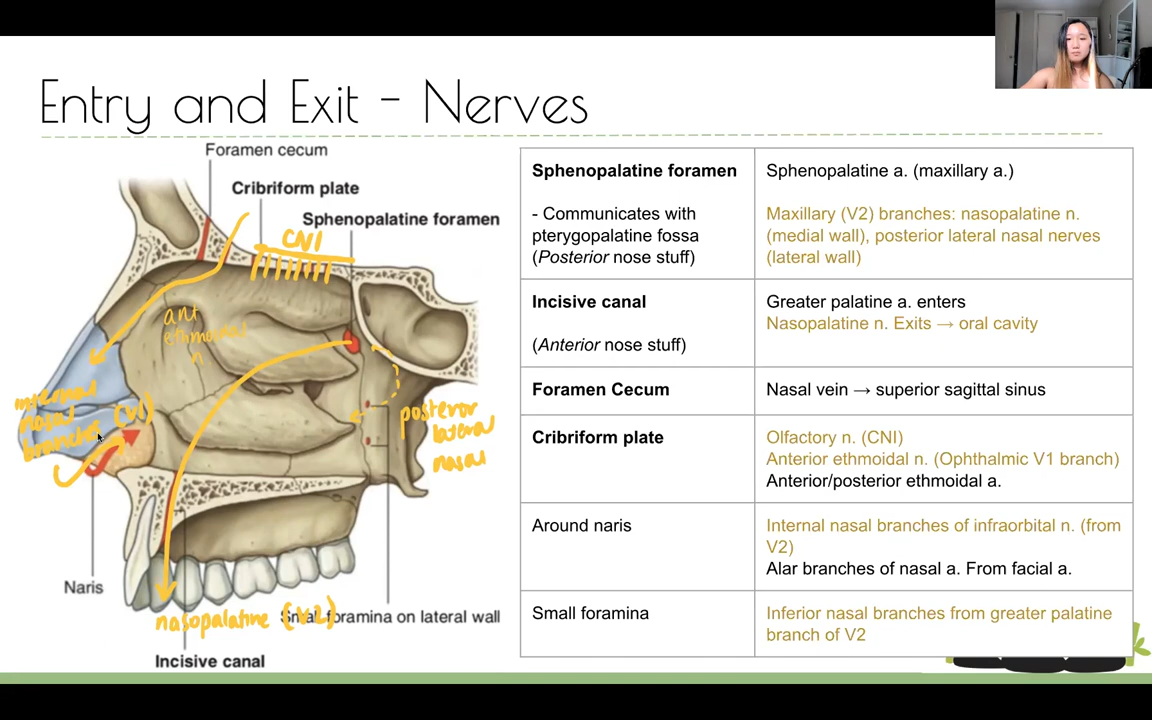 Entry and Exit - Nerves
Foramen cecum
Cribriform plate
Sphenopalatine foramen
CNI
ant
ethmoidal
n
internal
nasal
branches (V1)
posterior
lateral
nasal
Naris
nasopalatine (V2)
Small foramina on lateral wall
Incisive canal
Sphenopalatine foramen
- Communicates with
pterygopalatine fossa
(Posterior nose stuff)
Sphenopalatine a. (maxillary a.)
Maxillary (V2) branches: nasopalatine n.
(medial wall), posterior lateral nasal nerves
(lateral wall)
Incisive canal
(Anterior nose stuff)
Greater palatine a. enters
Nasopalatine n. Exits → oral cavity
Foramen Cecum
Nasal vein → superior sagittal sinus
Cribriform plate
Olfactory n. (CNI)
Anterior ethmoidal n. (Ophthalmic V1 branch)
Anterior/posterior ethmoidal a.
Around naris
Internal nasal branches of infraorbital n. (from
V2)
Alar branches of nasal a. From facial a.
Small foramina
Inferior nasal branches from greater palatine
branch of V2